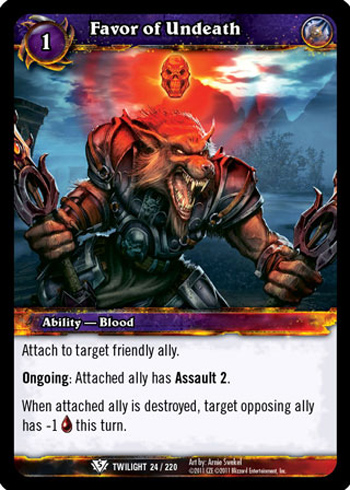 1
Favor of Undeath
Ability — Blood
Attach to target friendly ally.
Ongoing: Attached ally has Assault 2.
When attached ally is destroyed, target opposing ally
has -1 this turn.
TWILIGHT 24 / 220
Art by: Arnie Swekel
©2011 CZE ©2011 Blizzard Entertainment, Inc.